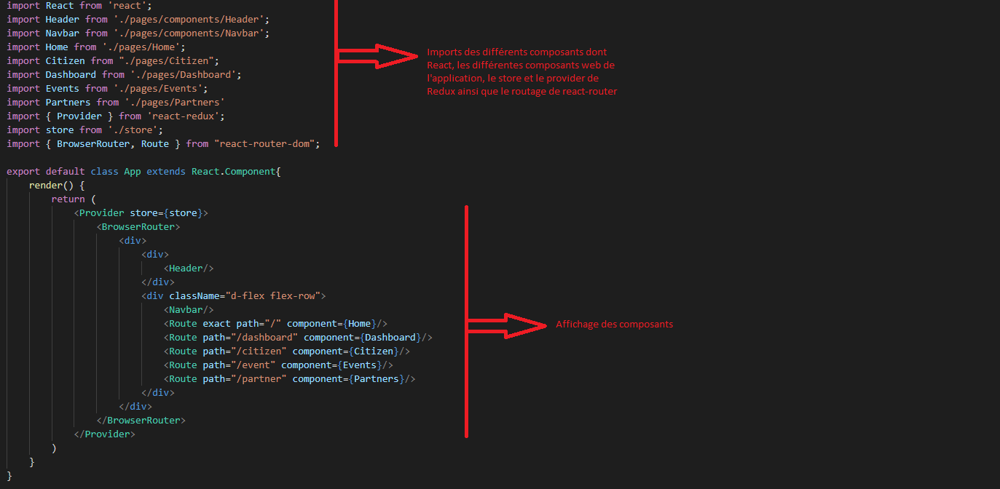 import React from 'react';
import Header from './pages/components/Header';
import Navbar from './pages/components/Navbar';
import Home from './pages/Home';
import Citizen from "./pages/Citizen";
import Dashboard from './pages/Dashboard';
import Events from './pages/Events';
import Partners from './pages/Partners'
import { Provider } from 'react-redux';
import store from './store';
import { BrowserRouter, Route } from "react-router-dom";
Imports des différents composants dont
React, les différentes composants web de
l'application, le store et le provider de
Redux ainsi que le routage de react-router
export default class App extends React.Component{
    render() {
        return (
            <Provider store={store}>
                <BrowserRouter>
                    <div>
                        <div>
                            <Header/>
                        </div>
                        <div className="d-flex flex-row">
                            <Navbar/>
                            <Route exact path="/" component={Home}/>
                            <Route path="/dashboard" component={Dashboard}/>
                            <Route path="/citizen" component={Citizen}/>
                            <Route path="/event" component={Events}/>
                            <Route path="/partner" component={Partners}/>
                        </div>
                    </div>
                </BrowserRouter>
            </Provider>
        )
    }
}
Affichage des composants